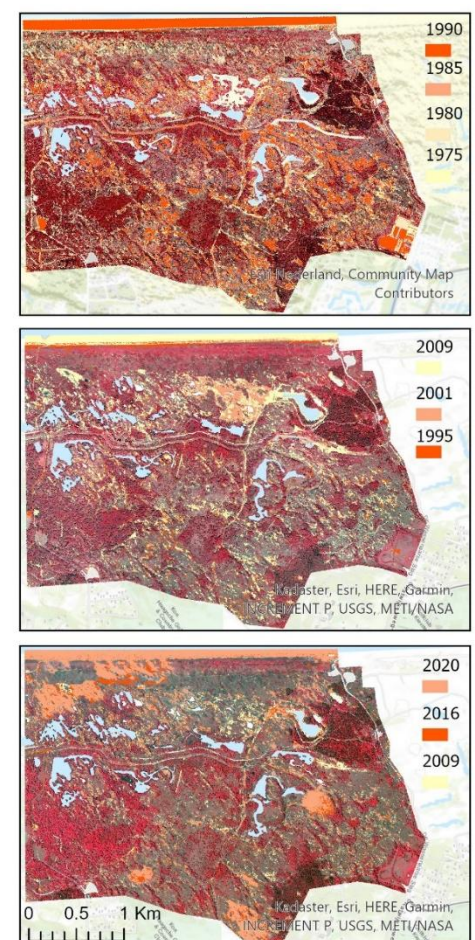 1990
1985
1980
1975
Esri Nederland, Community Map
Contributors
2009
2001
1995
Kadaster, Esri, HERE, Garmin,
INCREMENT P, USGS, METI/NASA
2020
2016
2009
Kadaster, Esri, HERE, Garmin,
INCREMENT P, USGS, METI/NASA
0 0.5 1 Km